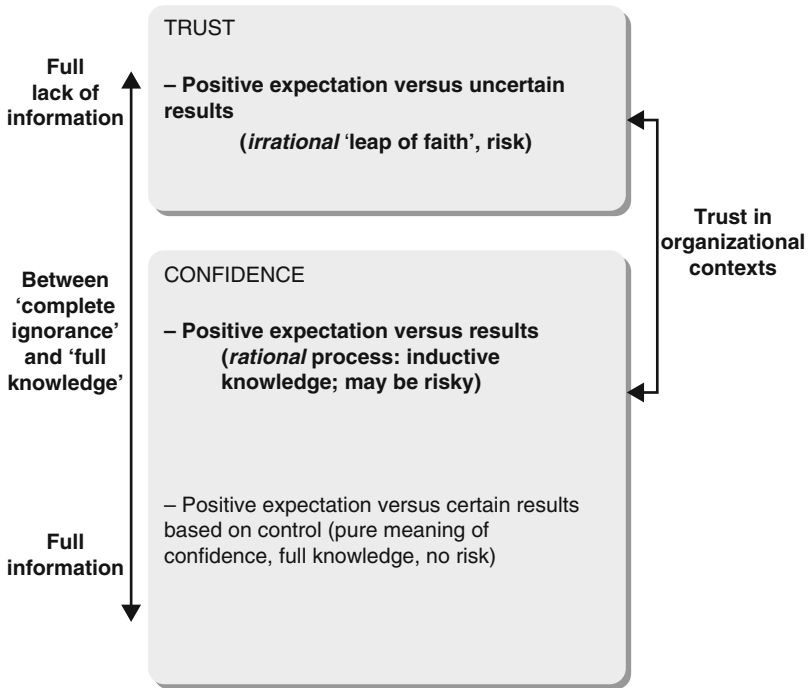 Full
lack of
information
Between
‘complete
ignorance’
and ‘full
knowledge’
Full
information
TRUST
– Positive expectation versus uncertain
results
(irrational ‘leap of faith’, risk)
CONFIDENCE
– Positive expectation versus results
(rational process: inductive
knowledge; may be risky)
– Positive expectation versus certain results
based on control (pure meaning of
confidence, full knowledge, no risk)
Trust in
organizational
contexts